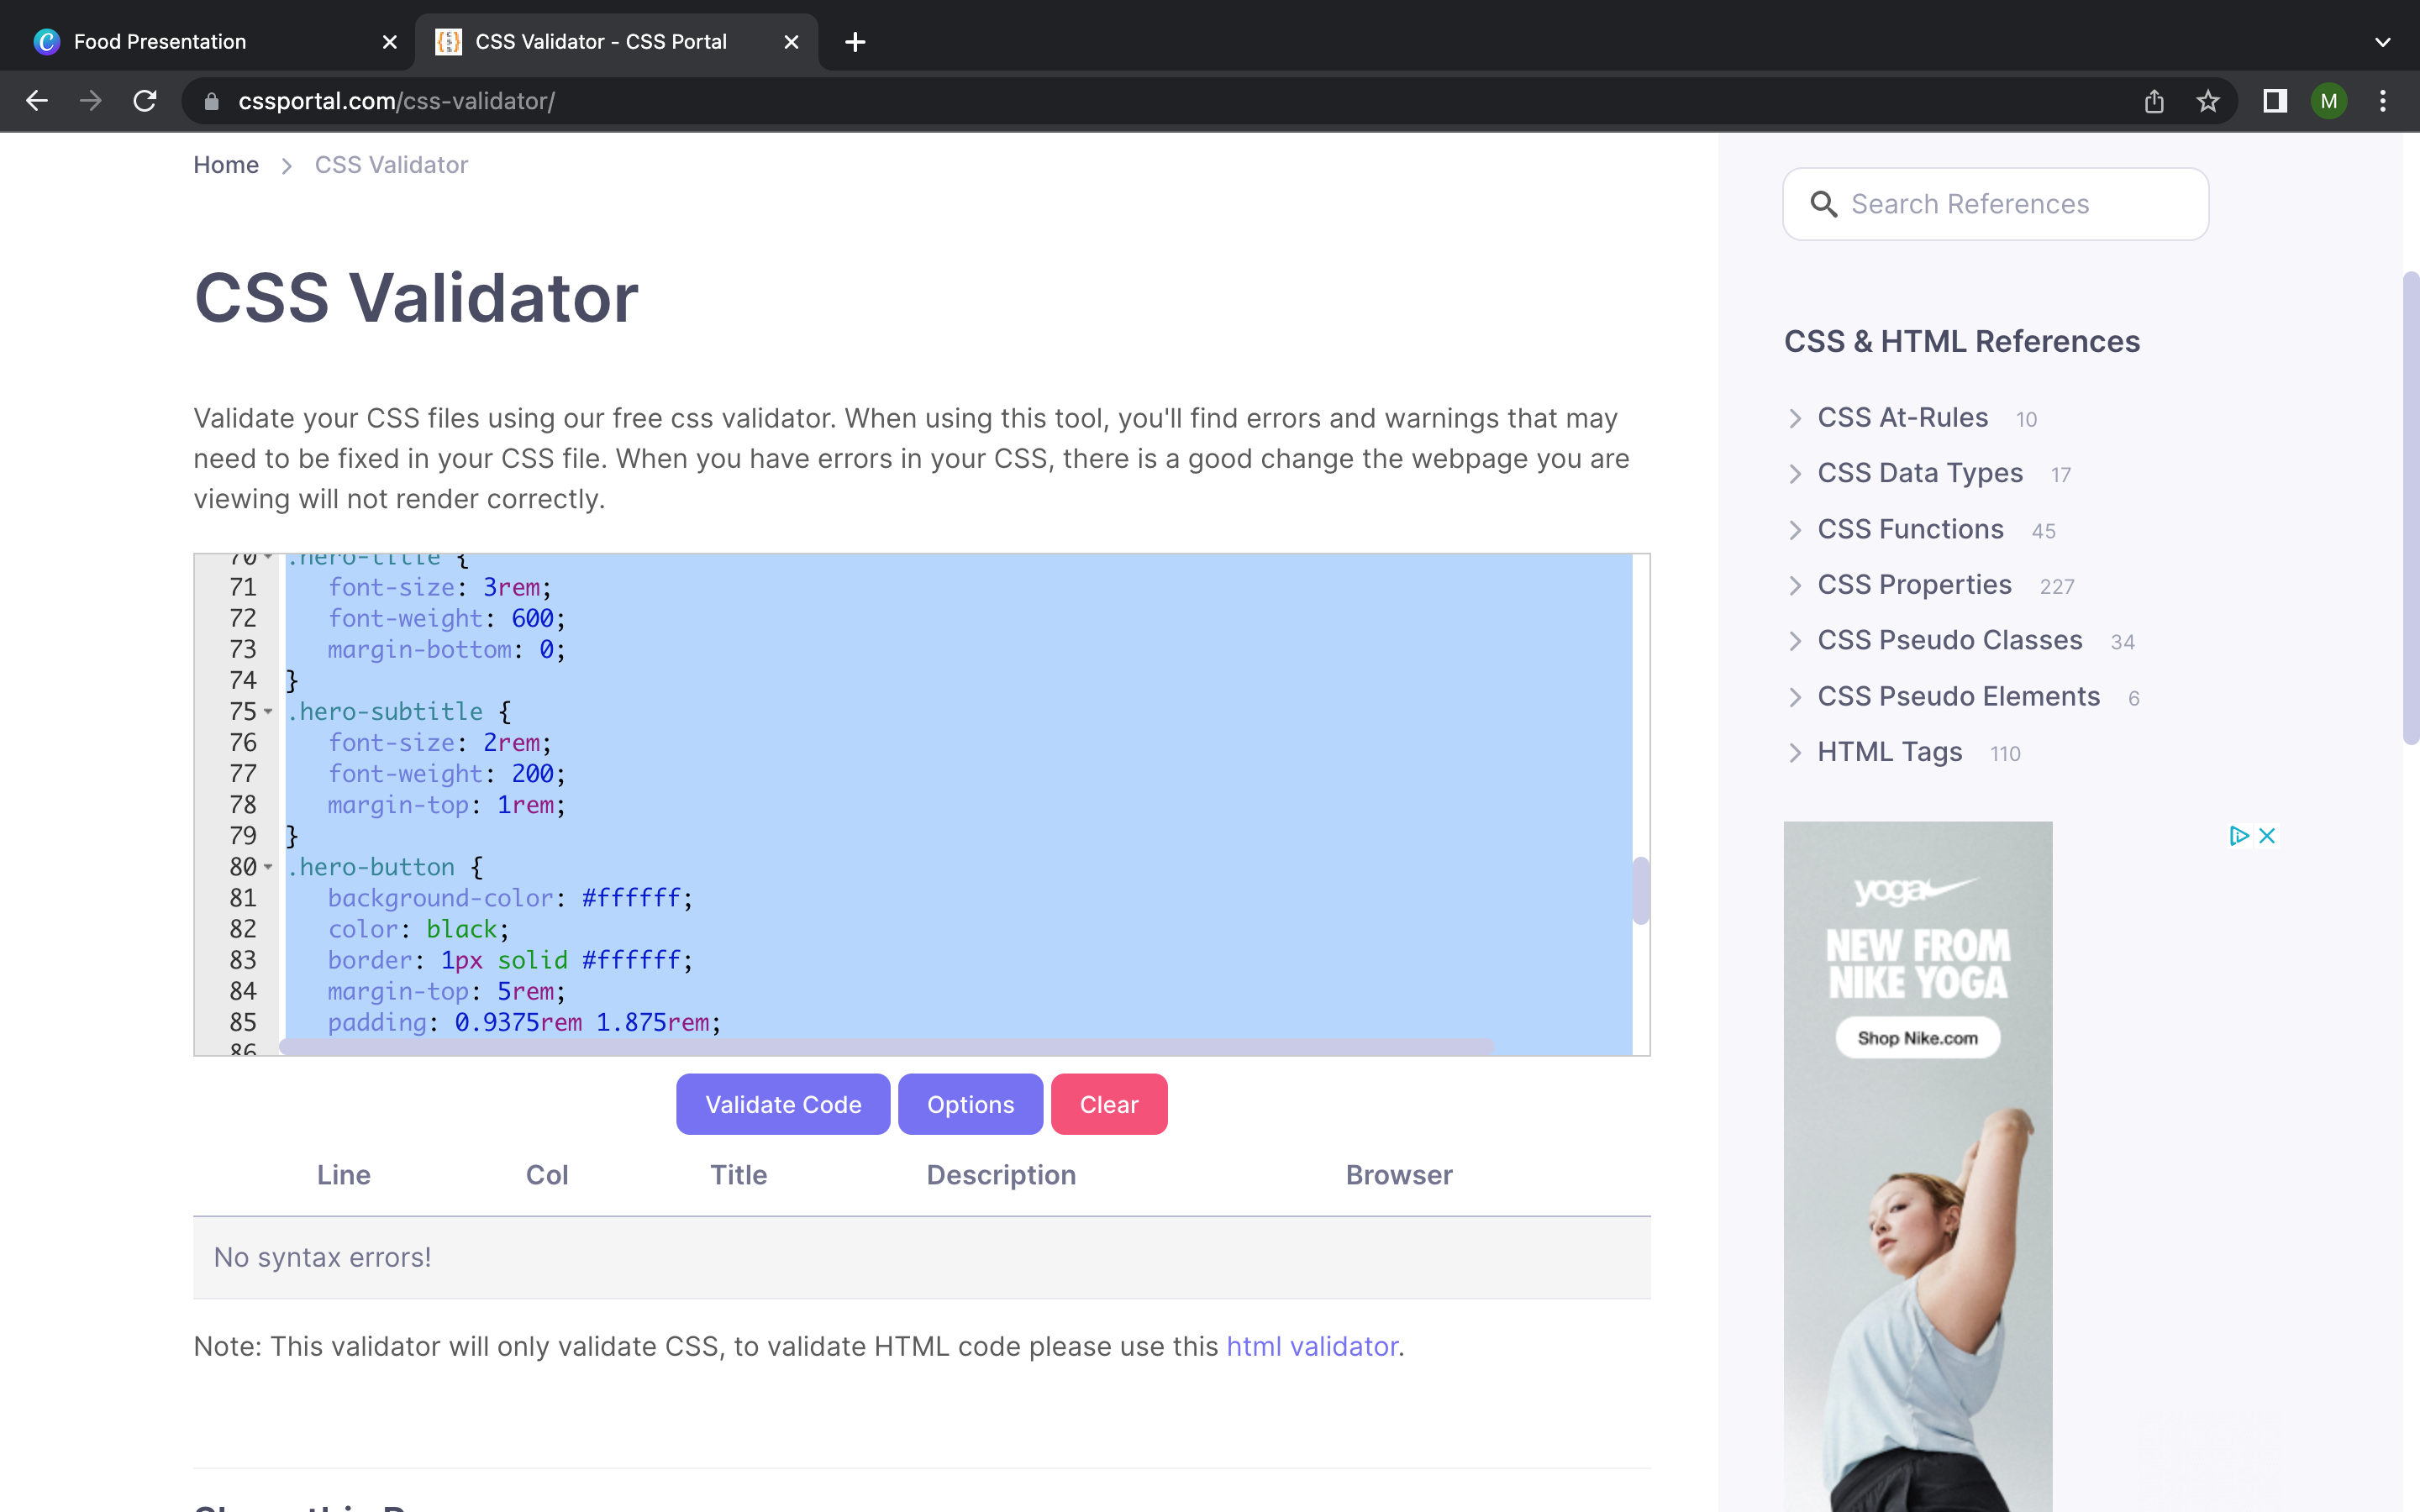 Food Presentation
CSS Validator - CSS Portal
cssportal.com/css-validator/
M
Home > CSS Validator
CSS Validator
Validate your CSS files using our free css validator. When using this tool, you'll find errors and warnings that may
need to be fixed in your CSS file. When you have errors in your CSS, there is a good change the webpage you are
viewing will not render correctly.
70 .hero-title {
71 font-size: 3rem;
72 font-weight: 600;
73 margin-bottom: 0;
74 }
75 .hero-subtitle {
76 font-size: 2rem;
77 font-weight: 200;
78 margin-top: 1rem;
79 }
80 .hero-button {
81 background-color: #ffffff;
82 color: black;
83 border: 1px solid #ffffff;
84 margin-top: 5rem;
85 padding: 0.9375rem 1.875rem;
86
Validate Code
Options
Clear
Line Col Title Description Browser
No syntax errors!
Note: This validator will only validate CSS, to validate HTML code please use this html validator.
Search References
CSS & HTML References
CSS At-Rules 10
CSS Data Types 17
CSS Functions 45
CSS Properties 227
CSS Pseudo Classes 34
CSS Pseudo Elements 6
HTML Tags 110
yoga
NEW FROM
NIKE YOGA
Shop Nike.com